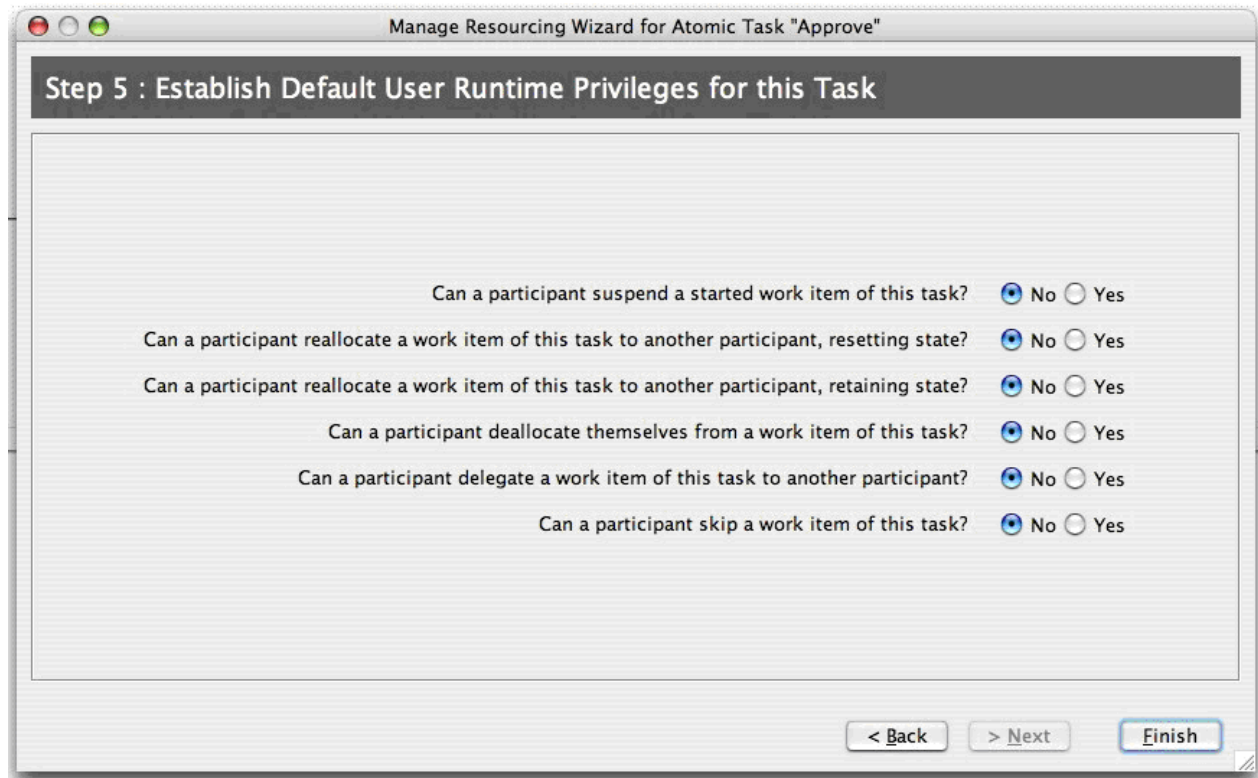 Manage Resourcing Wizard for Atomic Task "Approve"
Step 5 : Establish Default User Runtime Privileges for this Task
Can a participant suspend a started work item of this task? No Yes
Can a participant reallocate a work item of this task to another participant, resetting state? No Yes
Can a participant reallocate a work item of this task to another participant, retaining state? No Yes
Can a participant deallocate themselves from a work item of this task? No Yes
Can a participant delegate a work item of this task to another participant? No Yes
Can a participant skip a work item of this task? No Yes
< Back > Next Finish